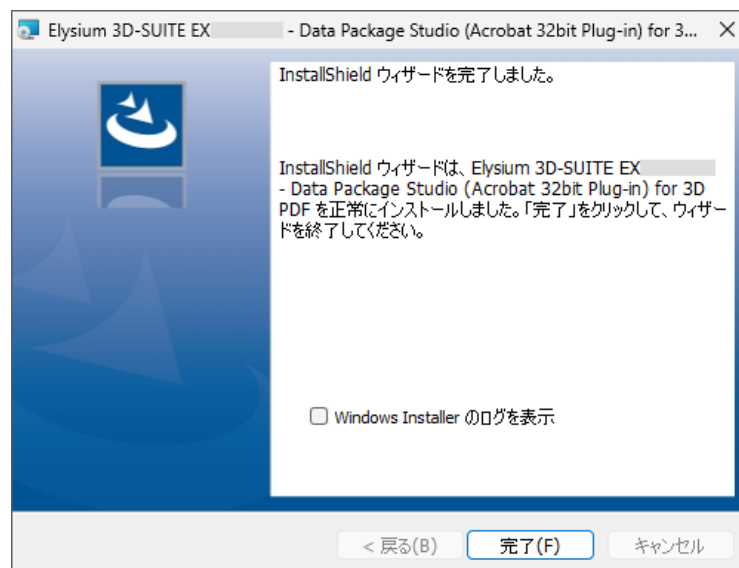 Elysium 3D-SUITE EX - Data Package Studio (Acrobat 32bit Plug-in) for 3...
InstallShield ウィザードを完了しました。
InstallShield ウィザードは、Elysium 3D-SUITE EX
- Data Package Studio (Acrobat 32bit Plug-in) for 3D
PDF を正常にインストールしました。「完了」をクリックして、ウィザー
ドを終了してください。
Windows Installer のログを表示
< 戻る(B)
完了(F)
キャンセル